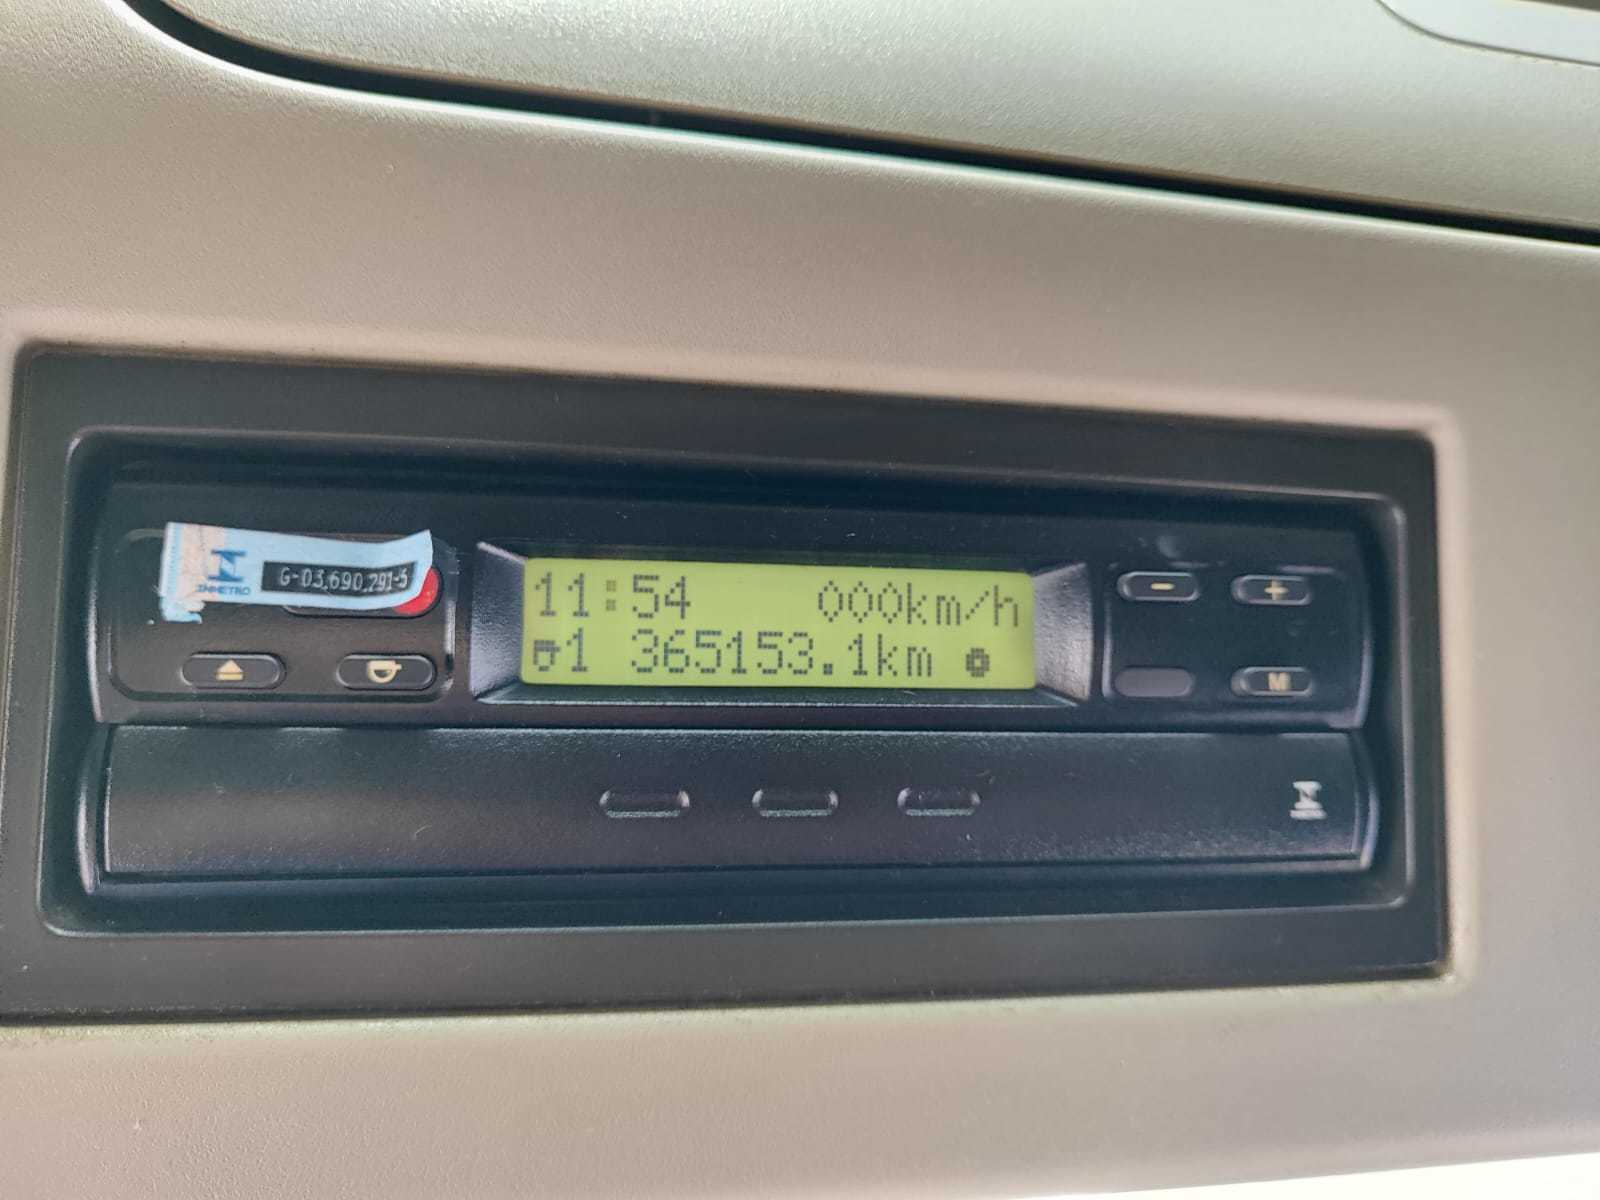 INMETRO
G-03.690.291-5
11:54 000km/h
1 365153.1km
- +
M